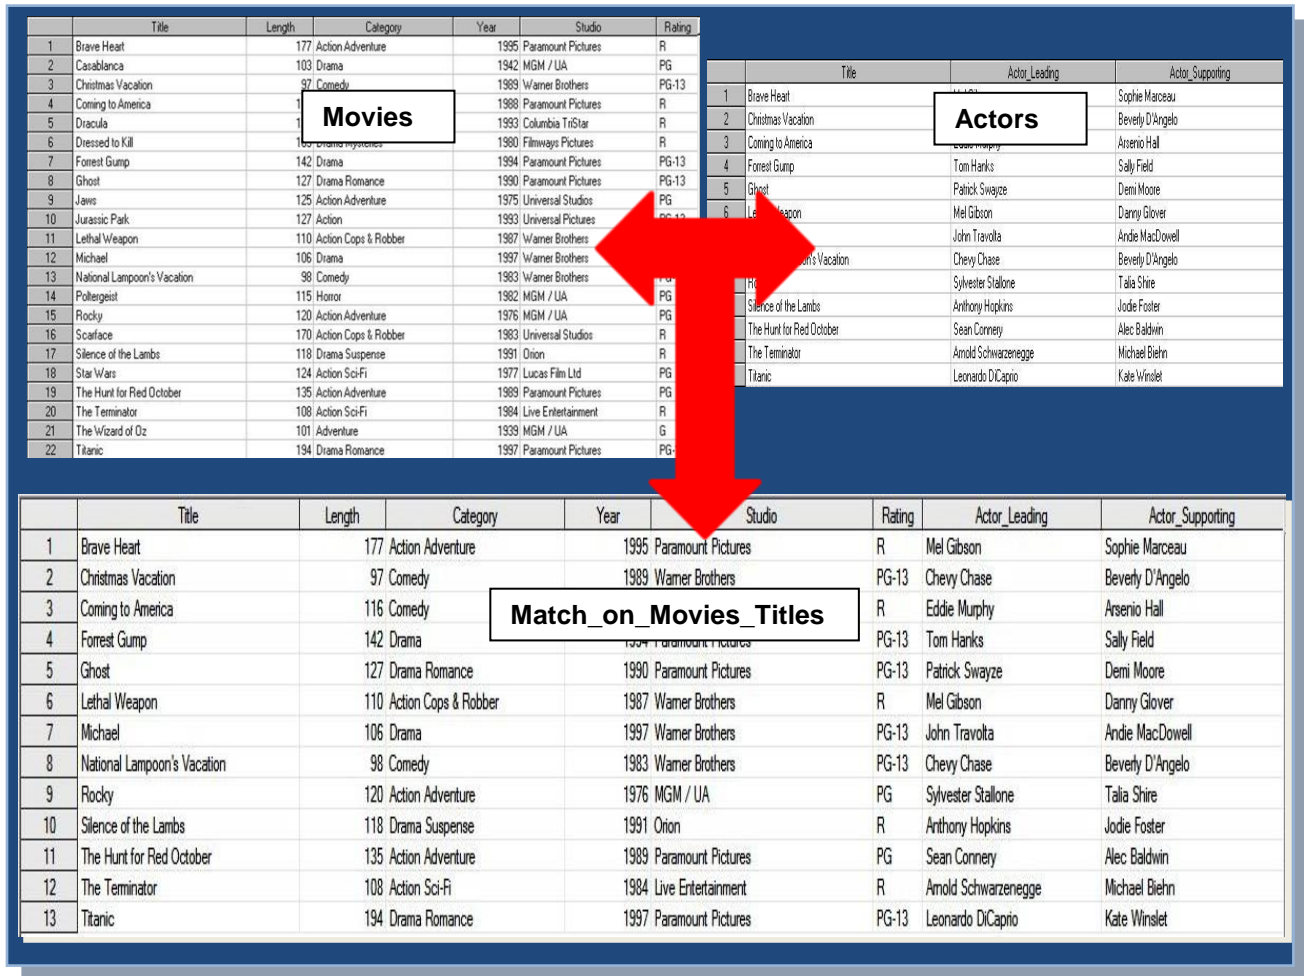 Title Length Category Year Studio Rating
1 Brave Heart 177 Action Adventure 1995 Paramount Pictures R
2 Casablanca 103 Drama 1942 MGM / UA PG
3 Christmas Vacation 97 Comedy 1989 Warner Brothers PG-13
4 Coming to America 1988 Paramount Pictures R
5 Dracula 1993 Columbia TriStar R
6 Dressed to Kill 1980 Filmways Pictures R
7 Forrest Gump 142 Drama 1994 Paramount Pictures PG-13
8 Ghost 127 Drama Romance 1990 Paramount Pictures PG-13
9 Jaws 125 Action Adventure 1975 Universal Studios PG
10 Jurassic Park 127 Action 1993 Universal Pictures
11 Lethal Weapon 110 Action Cops & Robber 1987 Warner Brothers
12 Michael 106 Drama 1997 Warner Brothers
13 National Lampoon's Vacation 98 Comedy 1983 Warner Brothers
14 Poltergeist 115 Horror 1982 MGM / UA PG
15 Rocky 120 Action Adventure 1976 MGM / UA PG
16 Scarface 170 Action Cops & Robber 1983 Universal Studios R
17 Silence of the Lambs 118 Drama Suspense 1991 Orion R
18 Star Wars 124 Action Sci-Fi 1977 Lucas Film Ltd PG
19 The Hunt for Red October 135 Action Adventure 1989 Paramount Pictures PG
20 The Terminator 108 Action Sci-Fi 1984 Live Entertainment R
21 The Wizard of Oz 101 Adventure 1939 MGM / UA G
22 Titanic 194 Drama Romance 1997 Paramount Pictures PG-
Movies
Title Actor_Leading Actor_Supporting
1 Brave Heart Sophie Marceau
2 Christmas Vacation Beverly D'Angelo
3 Coming to America Eddie Murphy Arsenio Hall
4 Forrest Gump Tom Hanks Sally Field
5 Ghost Patrick Swayze Demi Moore
6 Mel Gibson Danny Glover
John Travolta Andie MacDowell
Vacation Chevy Chase Beverly D'Angelo
Sylvester Stallone Talia Shire
Silence of the Lambs Anthony Hopkins Jodie Foster
The Hunt for Red October Sean Connery Alec Baldwin
The Terminator Arnold Schwarzenegge Michael Biehn
Titanic Leonardo DiCaprio Kate Winslet
Actors
Title Length Category Year Studio Rating Actor_Leading Actor_Supporting
1 Brave Heart 177 Action Adventure 1995 Paramount Pictures R Mel Gibson Sophie Marceau
2 Christmas Vacation 97 Comedy 1989 Warner Brothers PG-13 Chevy Chase Beverly D'Angelo
3 Coming to America 116 Comedy R Eddie Murphy Arsenio Hall
4 Forrest Gump 142 Drama 1994 Paramount Pictures PG-13 Tom Hanks Sally Field
5 Ghost 127 Drama Romance 1990 Paramount Pictures PG-13 Patrick Swayze Demi Moore
6 Lethal Weapon 110 Action Cops & Robber 1987 Warner Brothers R Mel Gibson Danny Glover
7 Michael 106 Drama 1997 Warner Brothers PG-13 John Travolta Andie MacDowell
8 National Lampoon's Vacation 98 Comedy 1983 Warner Brothers PG-13 Chevy Chase Beverly D'Angelo
9 Rocky 120 Action Adventure 1976 MGM / UA PG Sylvester Stallone Talia Shire
10 Silence of the Lambs 118 Drama Suspense 1991 Orion R Anthony Hopkins Jodie Foster
11 The Hunt for Red October 135 Action Adventure 1989 Paramount Pictures PG Sean Connery Alec Baldwin
12 The Terminator 108 Action Sci-Fi 1984 Live Entertainment R Arnold Schwarzenegge Michael Biehn
13 Titanic 194 Drama Romance 1997 Paramount Pictures PG-13 Leonardo DiCaprio Kate Winslet
Match_on_Movies_Titles